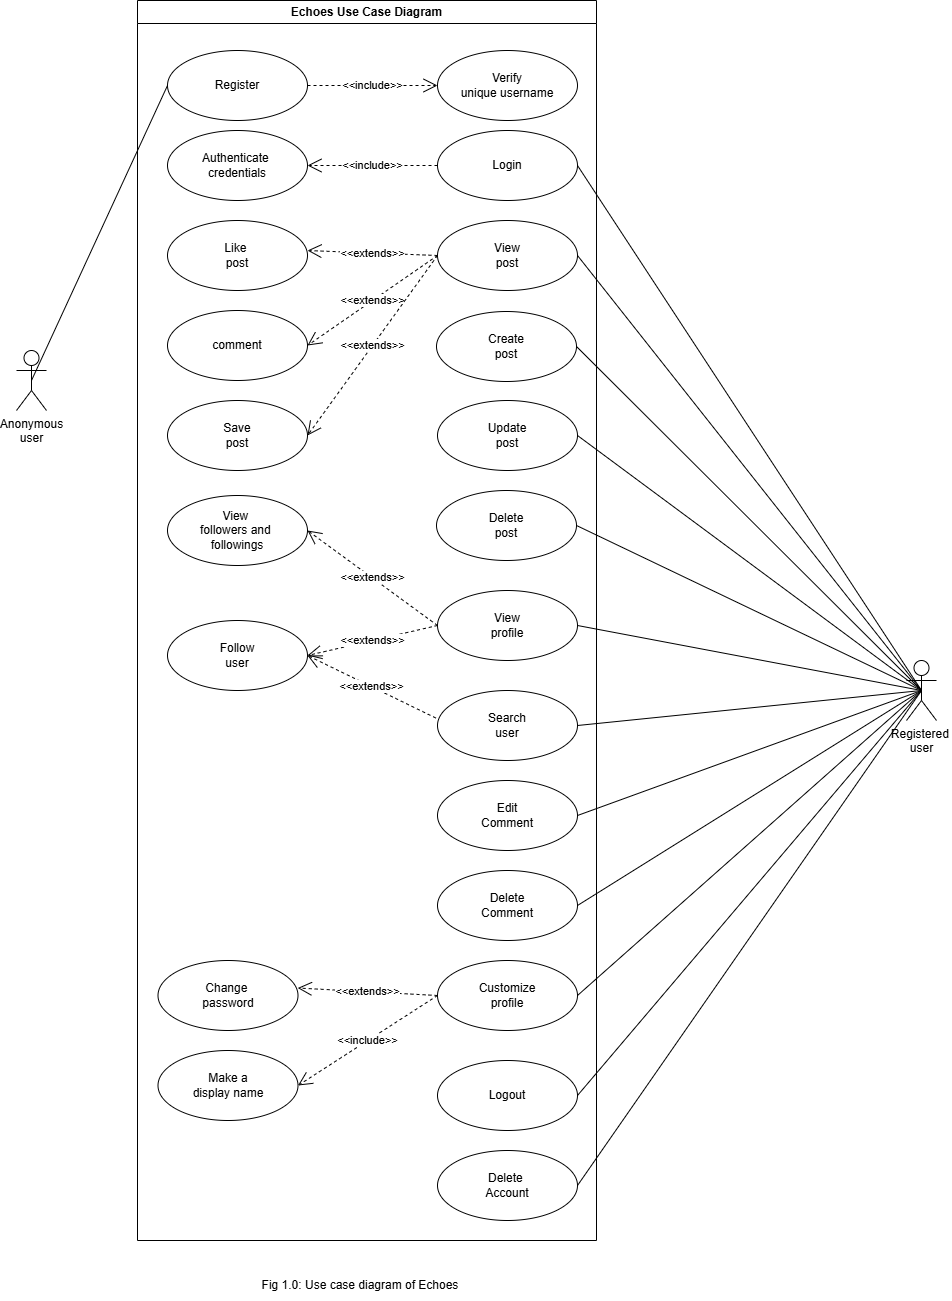 Echoes Use Case Diagram
Register
<<include>>
Verify
unique username
Authenticate
credentials
<<include>>
Login
Like
post
<<extends>>
View
post
<<extends>>
comment
<<extends>>
Create
post
Save
post
Update
post
Anonymous
user
View
followers and
followings
Delete
post
<<extends>>
View
profile
<<extends>>
Follow
user
<<extends>>
Search
user
Registered
user
Edit
Comment
Delete
Comment
Change
password
<<extends>>
Customize
profile
<<include>>
Make a
display name
Logout
Delete
Account
Fig 1.0: Use case diagram of Echoes